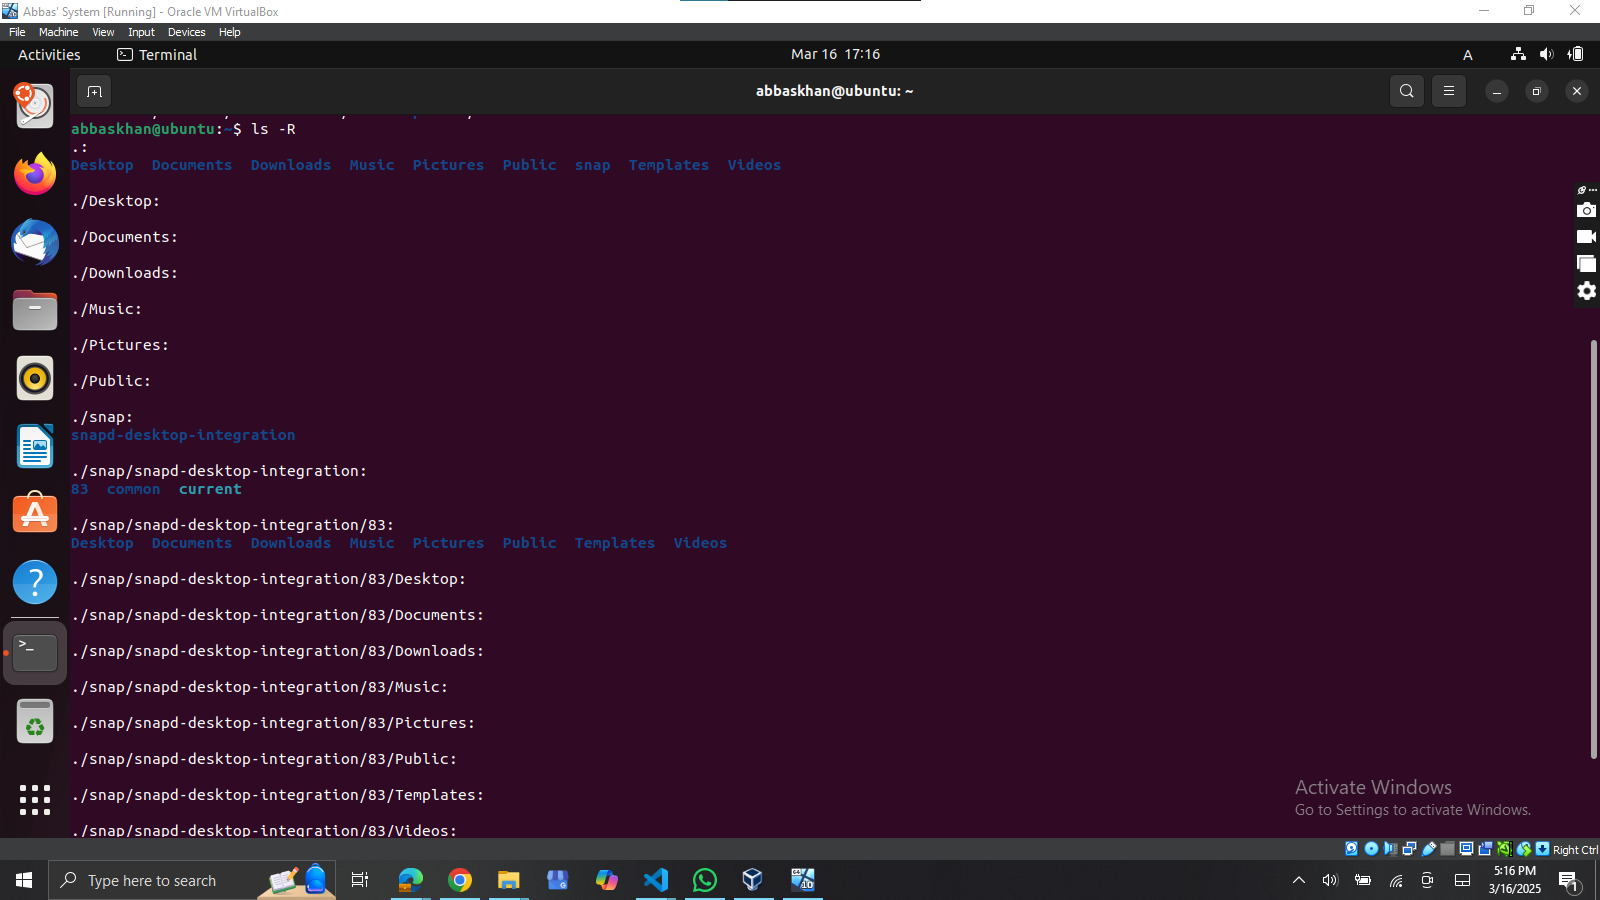 Abbas' System [Running] - Oracle VM VirtualBox
File Machine View Input Devices Help
Activities Terminal Mar 16 17:16 A
abbaskhan@ubuntu: ~
abbaskhan@ubuntu:~$ ls -R
.:
Desktop Documents Downloads Music Pictures Public snap Templates Videos
./Desktop:
./Documents:
./Downloads:
./Music:
./Pictures:
./Public:
./snap:
snapd-desktop-integration
./snap/snapd-desktop-integration:
83 common current
./snap/snapd-desktop-integration/83:
Desktop Documents Downloads Music Pictures Public Templates Videos
./snap/snapd-desktop-integration/83/Desktop:
./snap/snapd-desktop-integration/83/Documents:
./snap/snapd-desktop-integration/83/Downloads:
./snap/snapd-desktop-integration/83/Music:
./snap/snapd-desktop-integration/83/Pictures:
./snap/snapd-desktop-integration/83/Public:
./snap/snapd-desktop-integration/83/Templates:
./snap/snapd-desktop-integration/83/Videos:
Activate Windows
Go to Settings to activate Windows.
Right Ctrl
Type here to search
5:16 PM
3/16/2025
1